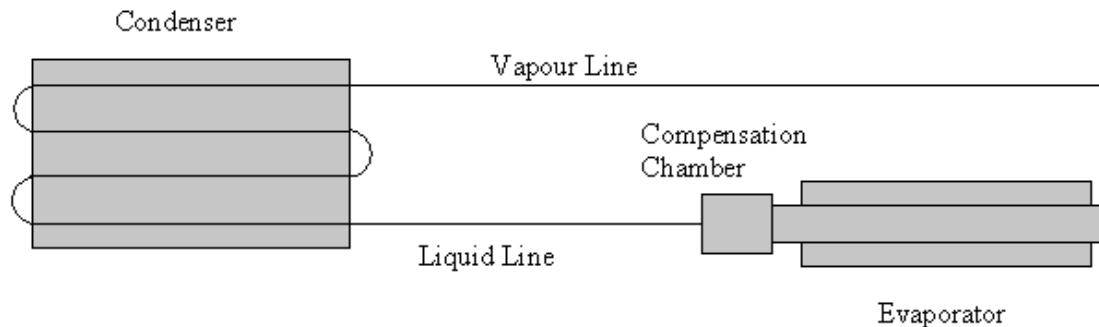 Condenser
Vapour Line
Compensation
Chamber
Liquid Line
Evaporator